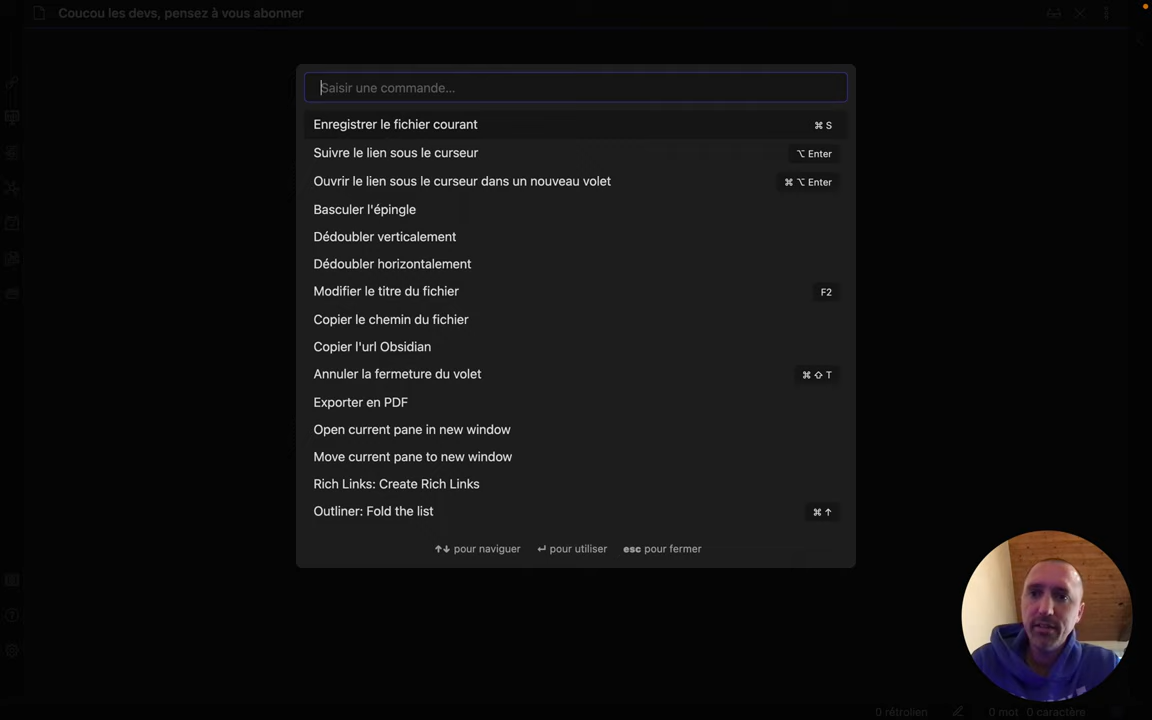 Coucou les devs, pensez à vous abonner
Saisir une commande...
Enregistrer le fichier courant ⌘ S
Suivre le lien sous le curseur ⌥ Enter
Ouvrir le lien sous le curseur dans un nouveau volet ⌘ ⌥ Enter
Basculer l'épingle
Dédoubler verticalement
Dédoubler horizontalement
Modifier le titre du fichier F2
Copier le chemin du fichier
Copier l'url Obsidian
Annuler la fermeture du volet ⌘ ⇧ T
Exporter en PDF
Open current pane in new window
Move current pane to new window
Rich Links: Create Rich Links
Outliner: Fold the list ⌘ ↑
↑↓ pour naviguer ↵ pour utiliser esc pour fermer
0 rétrolien 0 mot 0 caractère